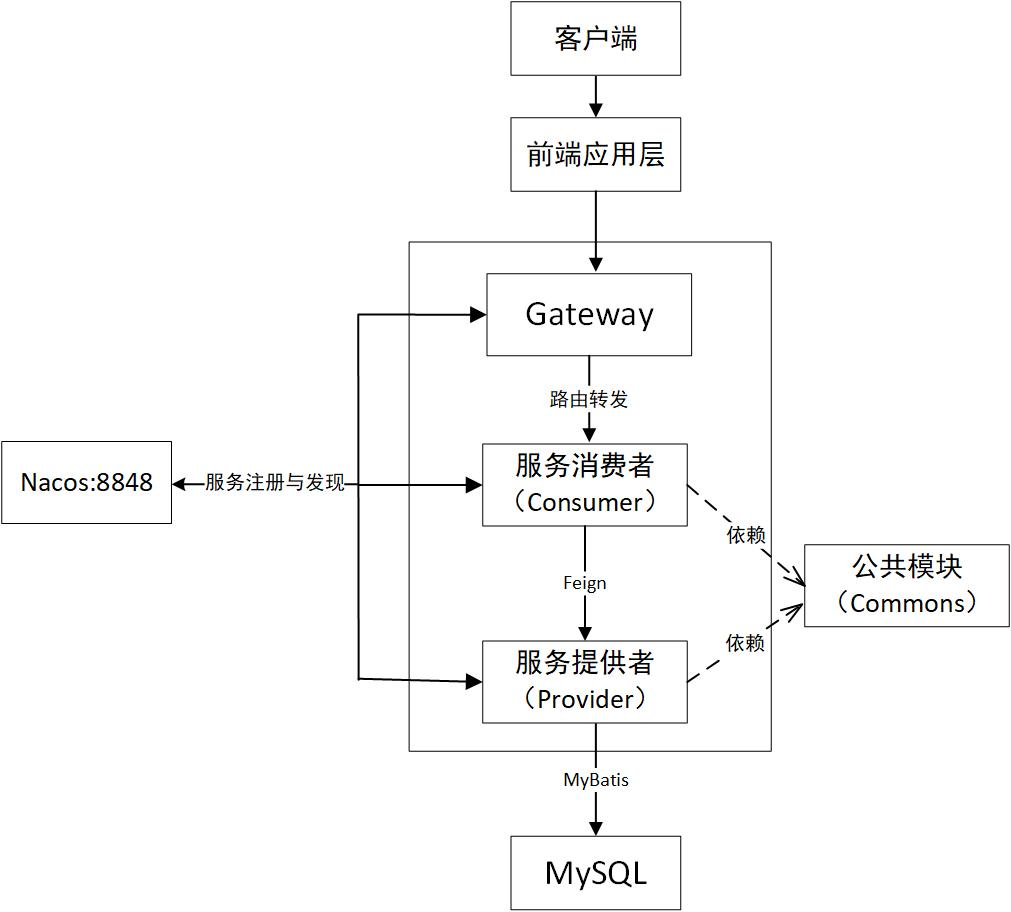 客户端
前端应用层
Gateway
路由转发
Nacos:8848
服务注册与发现
服务消费者
（Consumer）
依赖
公共模块
（Commons）
Feign
依赖
服务提供者
（Provider）
MyBatis
MySQL